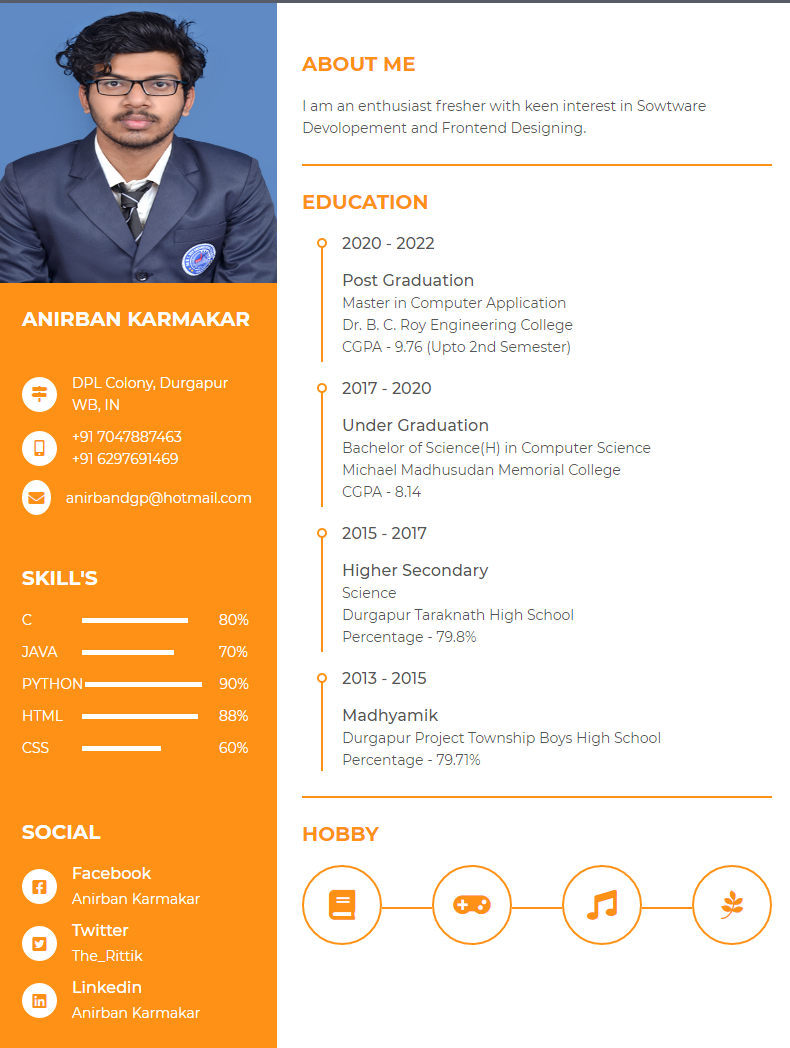 ANIRBAN KARMAKAR
DPL Colony, Durgapur
WB, IN
+91 7047887463
+91 6297691469
anirbandgp@hotmail.com
SKILL'S
C 80%
JAVA 70%
PYTHON 90%
HTML 88%
CSS 60%
SOCIAL
Facebook
Anirban Karmakar
Twitter
The_Rittik
Linkedin
Anirban Karmakar
ABOUT ME
I am an enthusiast fresher with keen interest in Sowtware
Devolopement and Frontend Designing.
EDUCATION
2020 - 2022
Post Graduation
Master in Computer Application
Dr. B. C. Roy Engineering College
CGPA - 9.76 (Upto 2nd Semester)
2017 - 2020
Under Graduation
Bachelor of Science(H) in Computer Science
Michael Madhusudan Memorial College
CGPA - 8.14
2015 - 2017
Higher Secondary
Science
Durgapur Taraknath High School
Percentage - 79.8%
2013 - 2015
Madhyamik
Durgapur Project Township Boys High School
Percentage - 79.71%
HOBBY